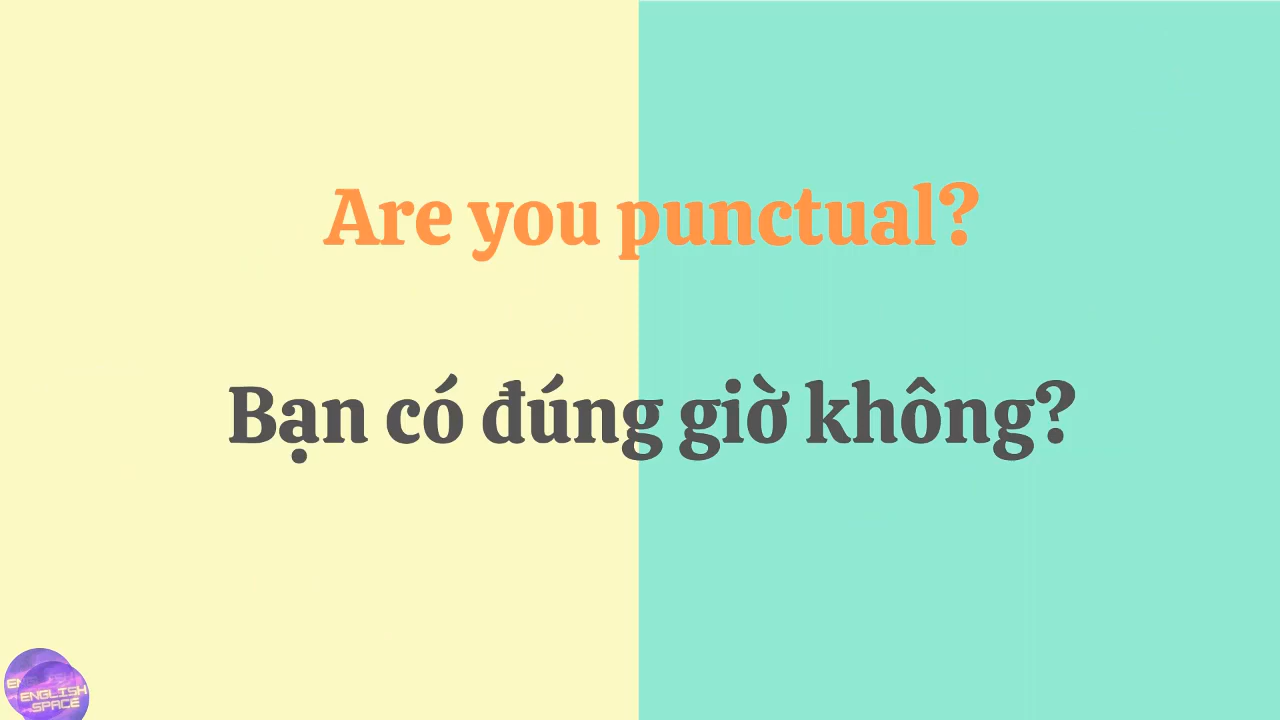 Are you punctual?
Bạn có đúng giờ không?
ENGLISH
SPACE